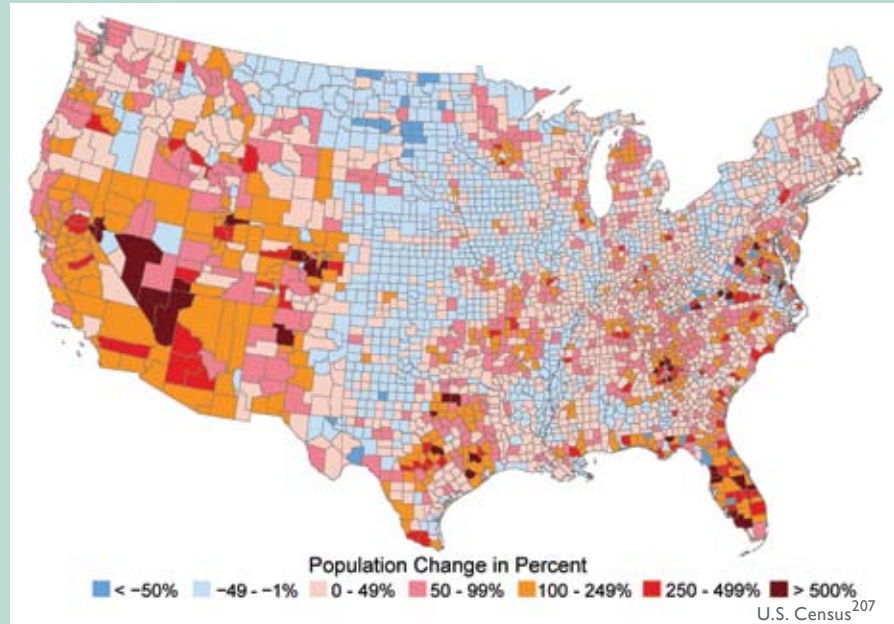 Population Change in Percent
< −50% −49 - −1% 0 - 49% 50 - 99% 100 - 249% 250 - 499% > 500%
U.S. Census207